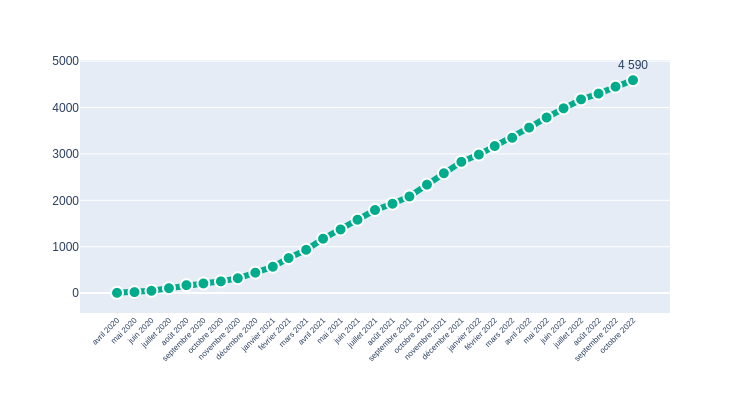 5000
4 590
4000
3000
2000
1000
0
avril 2020
mai 2020
juin 2020
juillet 2020
août 2020
septembre 2020
octobre 2020
novembre 2020
décembre 2020
janvier 2021
février 2021
mars 2021
avril 2021
mai 2021
juin 2021
juillet 2021
août 2021
septembre 2021
octobre 2021
novembre 2021
décembre 2021
janvier 2022
février 2022
mars 2022
avril 2022
mai 2022
juin 2022
juillet 2022
août 2022
septembre 2022
octobre 2022